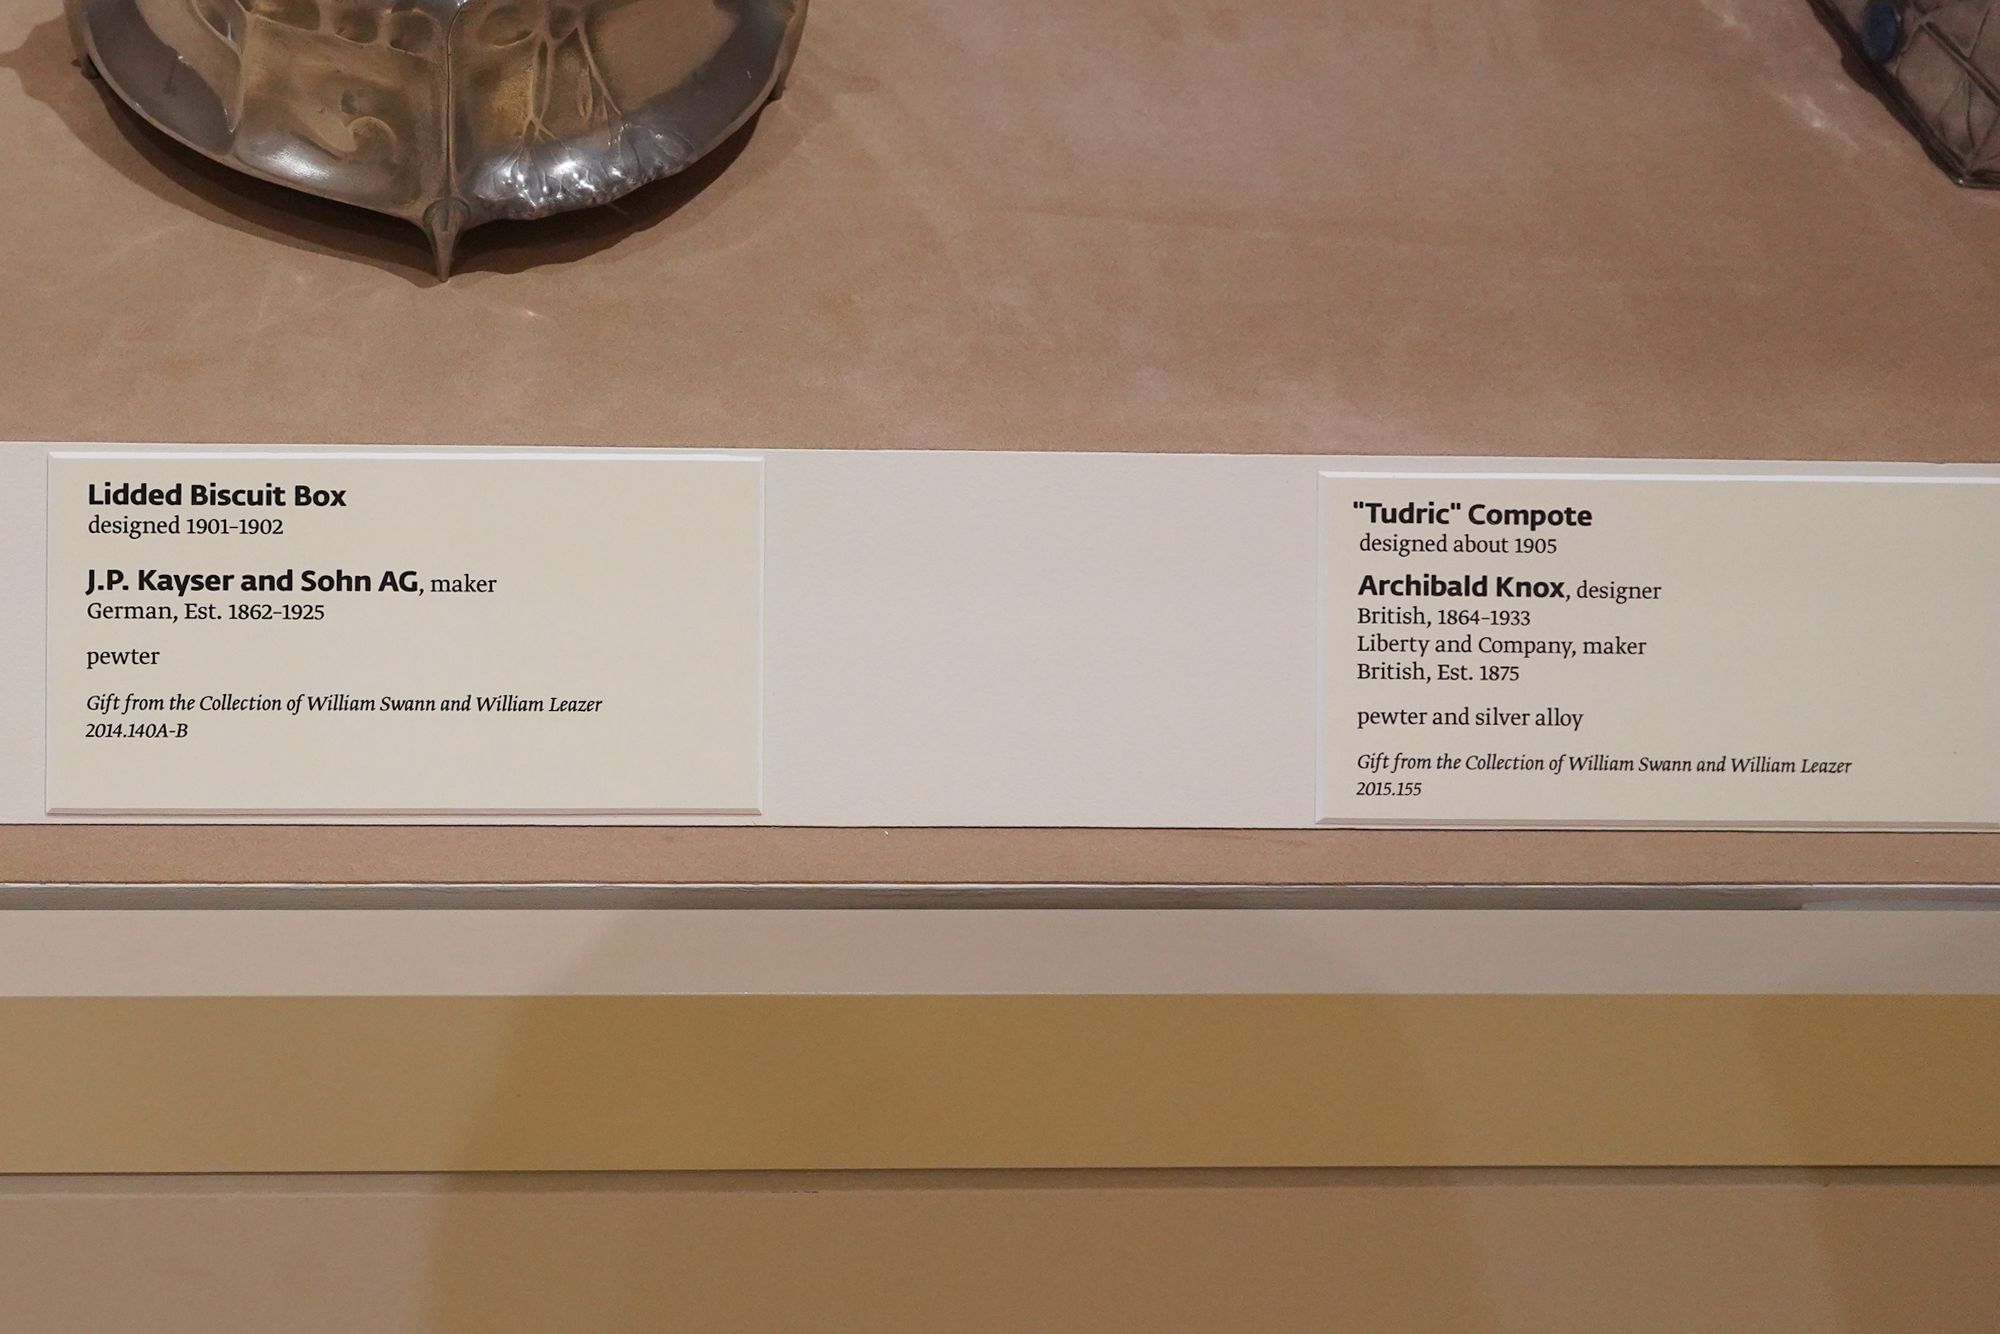 Lidded Biscuit Box
designed 1901–1902
J.P. Kayser and Sohn AG, maker
German, Est. 1862–1925
pewter
Gift from the Collection of William Swann and William Leazer
2014.140A-B
"Tudric" Compote
designed about 1905
Archibald Knox, designer
British, 1864–1933
Liberty and Company, maker
British, Est. 1875
pewter and silver alloy
Gift from the Collection of William Swann and William Leazer
2015.155